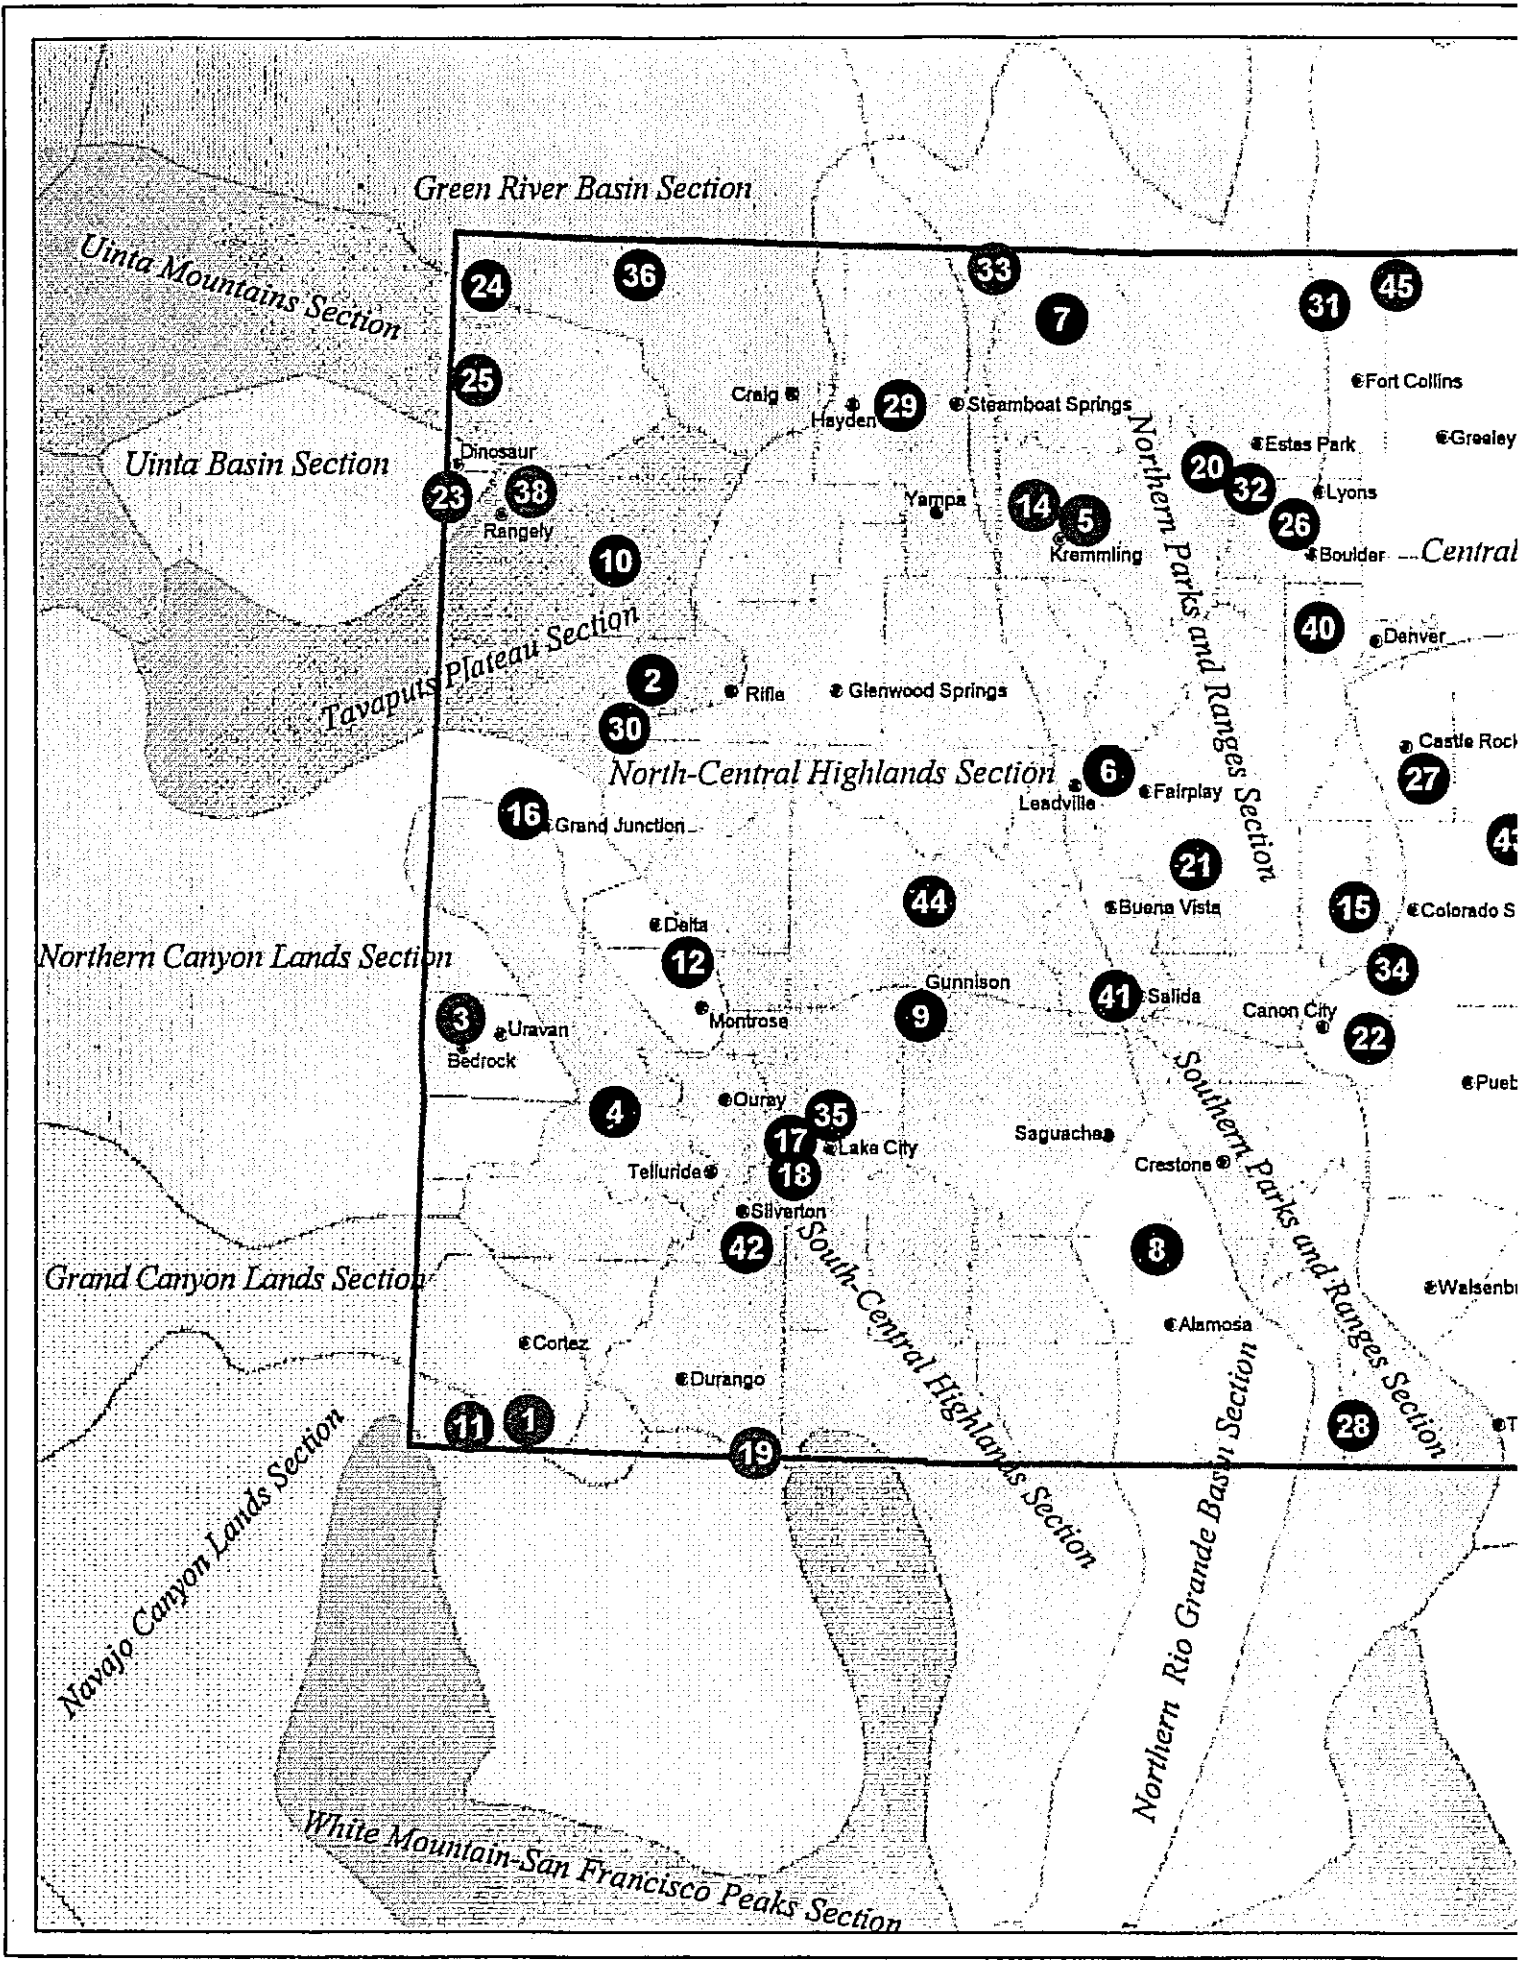 Green River Basin Section
Uinta Mountains Section
24
36
33
7
31
45
25
Craig
Hayden
29
Steamboat Springs
Fort Collins
Northern Parks and Ranges Section
Estes Park
Greeley
Uinta Basin Section
Dinosaur
23
38
Rangely
20
32
Lyons
Yampa
14
5
Kremmling
26
Boulder
Central
10
40
Denver
Tavaputs Plateau Section
2
Rifle
Glenwood Springs
30
North-Central Highlands Section
6
Leadville
Fairplay
Castle Rock
27
16
Grand Junction
21
44
Buena Vista
15
Colorado S
Delta
12
Northern Canyon Lands Section
34
Gunnison
9
41
Salida
Canon City
22
3
Uravan
Bedrock
Montrose
Southern Parks and Ranges Section
Pueb
4
Ouray
35
17
Lake City
18
Telluride
Saguache
Crestone
Silverton
42
South-Central Highlands Section
8
Grand Canyon Lands Section
Walsenbu
Alamosa
Cortez
Durango
11
1
19
28
T
Navajo Canyon Lands Section
Northern Rio Grande Basin Section
White Mountain-San Francisco Peaks Section